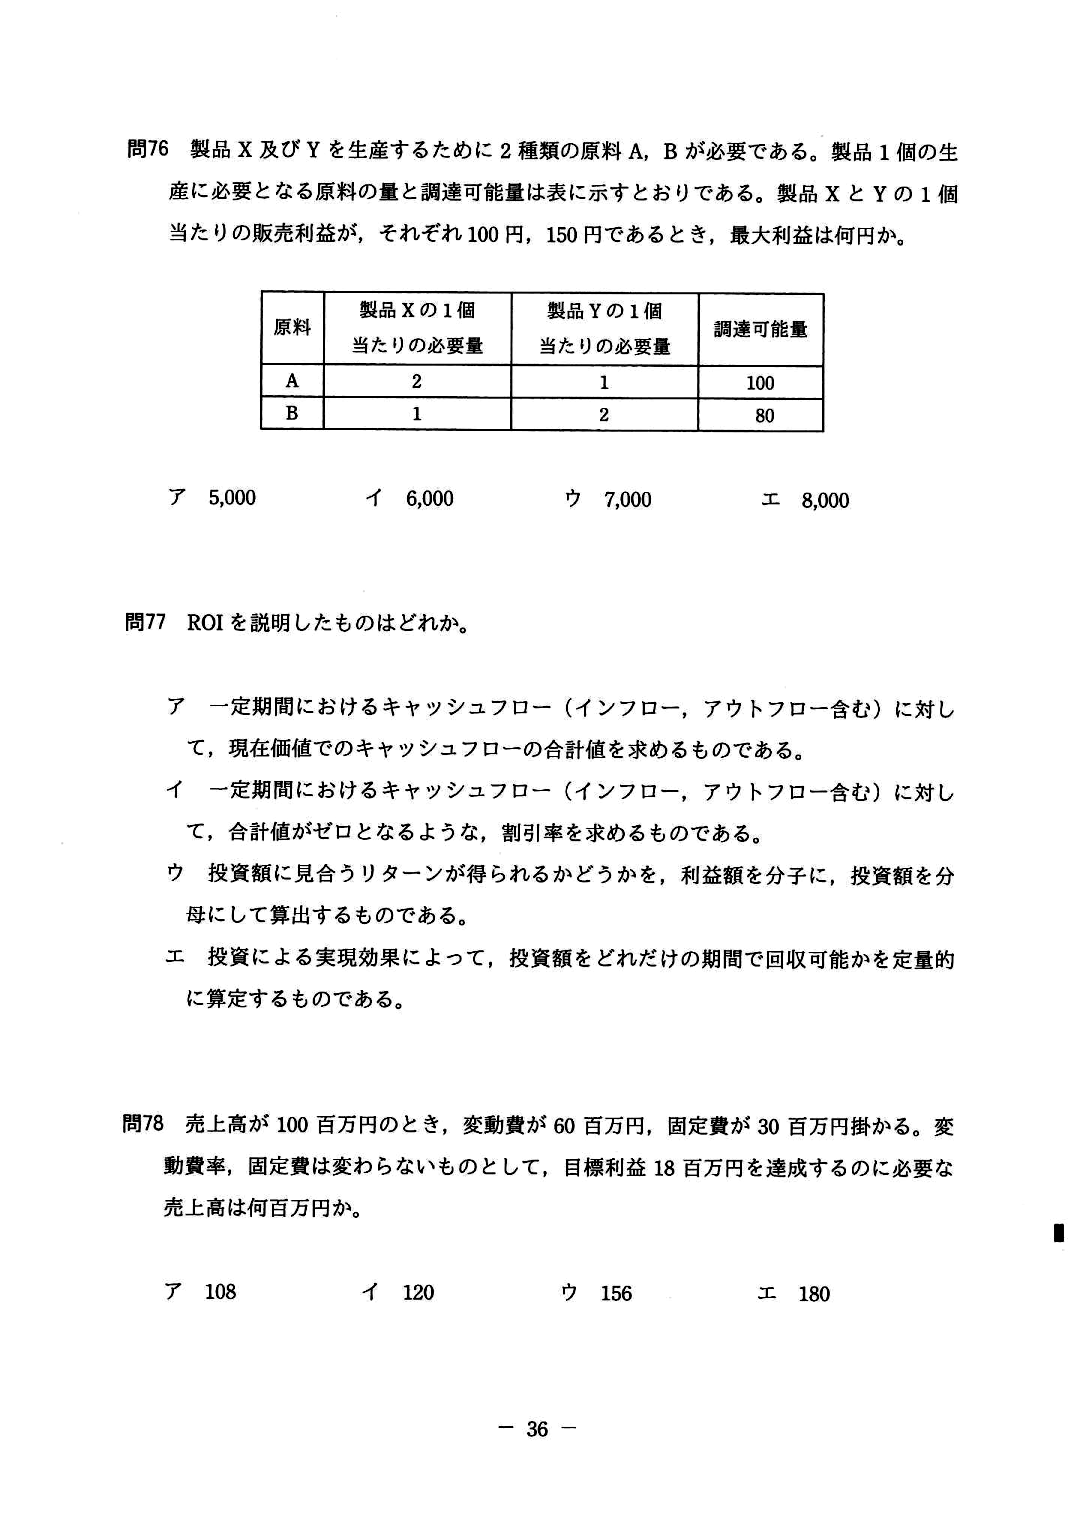 問76 製品 X 及び Y を生産するために 2 種類の原料 A，B が必要である。製品 1 個の生
産に必要となる原料の量と調達可能量は表に示すとおりである。製品 X と Y の 1 個
当たりの販売利益が，それぞれ 100 円，150 円であるとき，最大利益は何円か。
原料 製品 X の 1 個 当たりの必要量 製品 Y の 1 個 当たりの必要量 調達可能量
A 2 1 100
B 1 2 80
ア 5,000 イ 6,000 ウ 7,000 エ 8,000
問77 ROI を説明したものはどれか。
ア 一定期間におけるキャッシュフロー（インフロー，アウトフロー含む）に対し
て，現在価値でのキャッシュフローの合計値を求めるものである。
イ 一定期間におけるキャッシュフロー（インフロー，アウトフロー含む）に対し
て，合計値がゼロとなるような，割引率を求めるものである。
ウ 投資額に見合うリターンが得られるかどうかを，利益額を分子に，投資額を分
母にして算出するものである。
エ 投資による実現効果によって，投資額をどれだけの期間で回収可能かを定量的
に算定するものである。
問78 売上高が 100 百万円のとき，変動費が 60 百万円，固定費が 30 百万円掛かる。変
動費率，固定費は変わらないものとして，目標利益 18 百万円を達成するのに必要な
売上高は何百万円か。
ア 108 イ 120 ウ 156 エ 180
－ 36 －